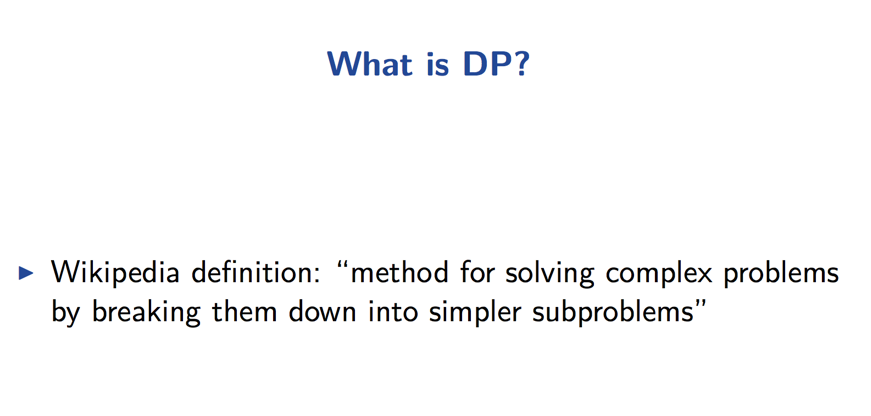 What is DP?
▶ Wikipedia definition: “method for solving complex problems
by breaking them down into simpler subproblems”